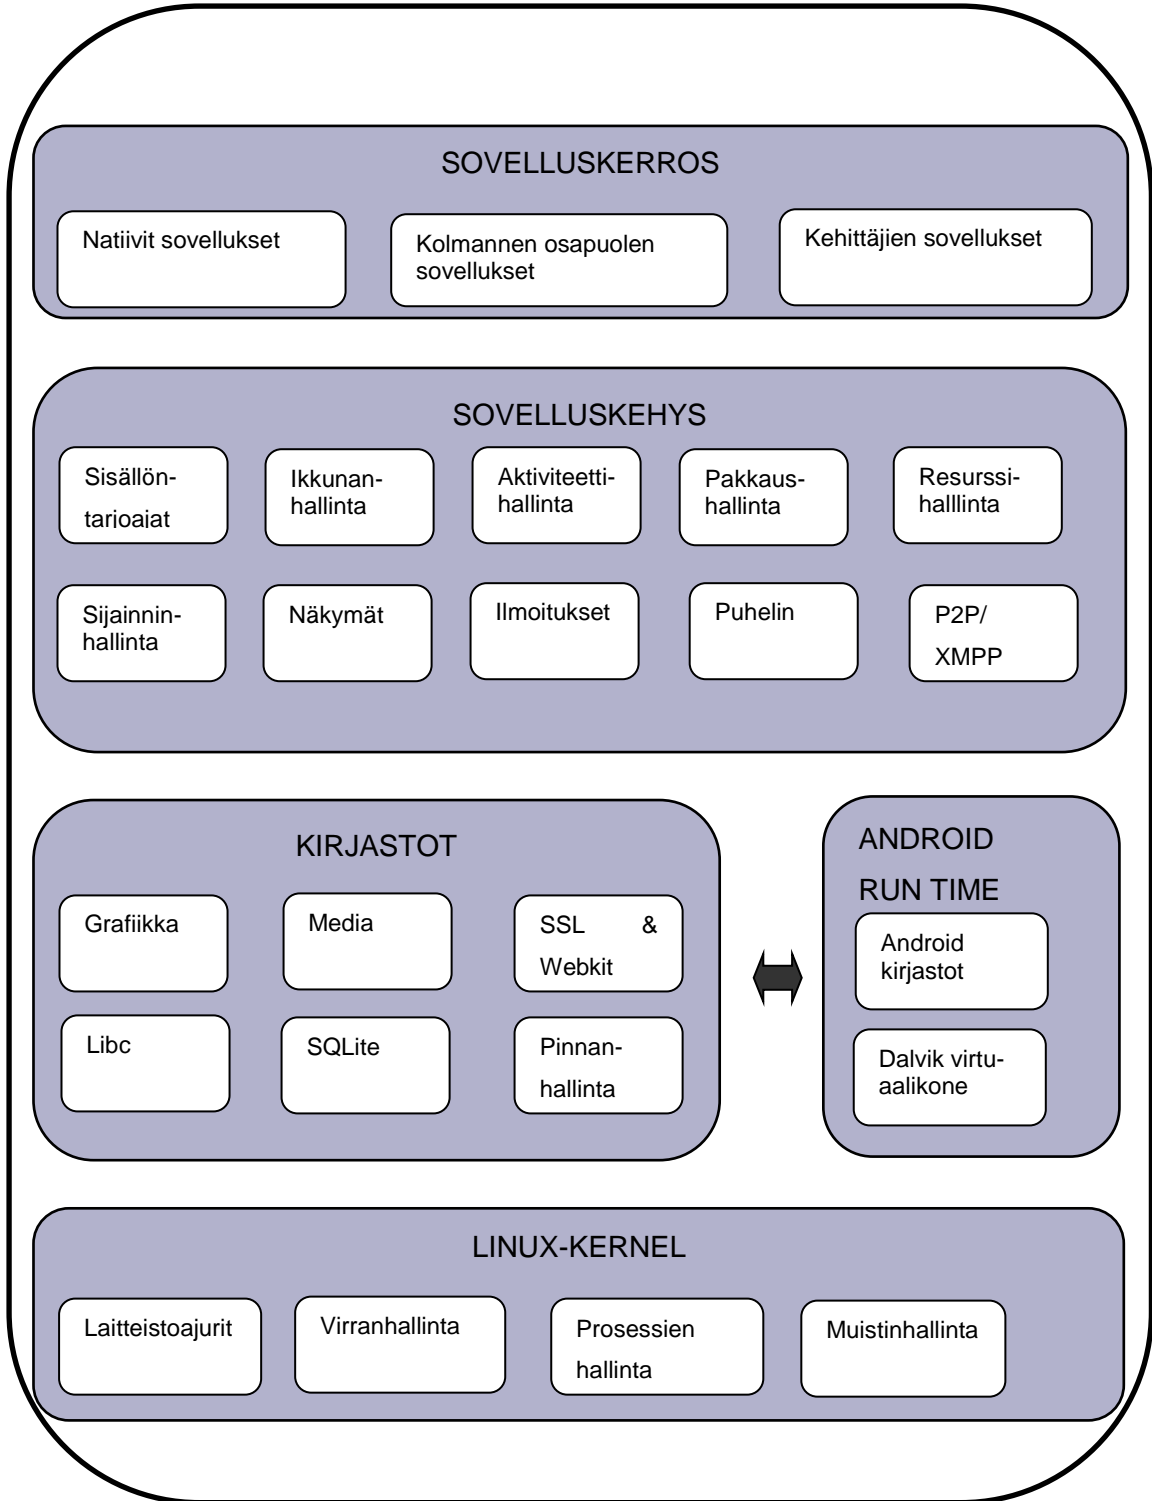 SOVELLUSKERROS
Natiivit sovellukset
Kolmannen osapuolen
sovellukset
Kehittäjien sovellukset
SOVELLUSKEHYS
Sisällön-
tarjoajat
Ikkunan-
hallinta
Aktiviteetti-
hallinta
Pakkaus-
hallinta
Resurssi-
halllinta
Sijainnin-
hallinta
Näkymät
Ilmoitukset
Puhelin
P2P/
XMPP
KIRJASTOT
Grafiikka
Media
SSL &
Webkit
Libc
SQLite
Pinnan-
hallinta
ANDROID
RUN TIME
Android
kirjastot
Dalvik virtu-
aalikone
LINUX-KERNEL
Laitteistoajurit
Virranhallinta
Prosessien
hallinta
Muistinhallinta